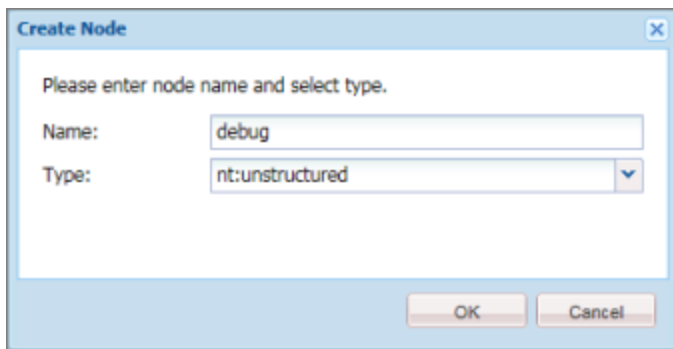 Create Node
Please enter node name and select type.
Name: debug
Type: nt:unstructured
OK Cancel